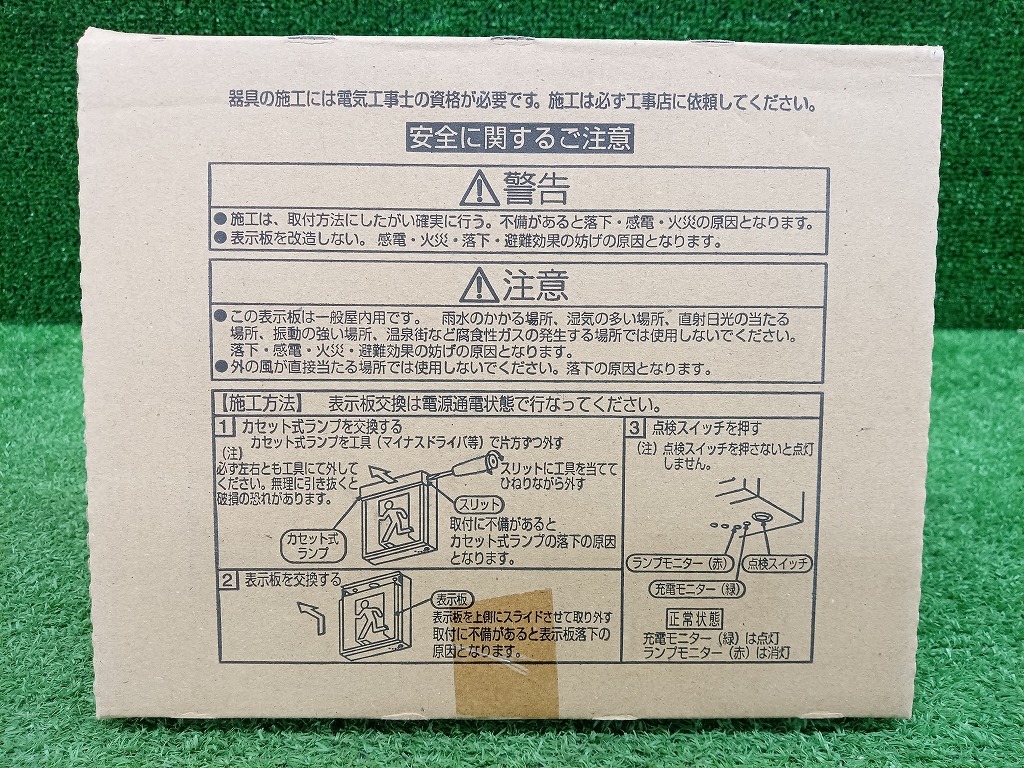 器具の施工には電気工事士の資格が必要です。施工は必ず工事店に依頼してください。
安全に関するご注意
警告
●施工は、取付方法にしたがい確実に行う。不備があると落下・感電・火災の原因となります。
●表示板を改造しない。感電・火災・落下・避難効果の妨げの原因となります。
注意
●この表示板は一般屋内用です。 雨水のかかる場所、湿気の多い場所、直射日光の当たる
場所、振動の強い場所、温泉街など腐食性ガスの発生する場所では使用しないでください。
落下・感電・火災・避難効果の妨げの原因となります。
●外の風が直接当たる場所では使用しないでください。落下の原因となります。
【施工方法】 表示板交換は電源通電状態で行なってください。
1 カセット式ランプを交換する
カセット式ランプを工具(マイナスドライバ等)で片方ずつ外す
(注)
必ず左右とも工具にて外して
ください。無理に引き抜くと
破損の恐れがあります。
スリットに工具を当てて
ひねりながら外す
スリット
カセット式
ランプ
取付に不備があると
カセット式ランプの落下の原因
となります。
2 表示板を交換する
表示板
表示板を上側にスライドさせて取り外す
取付に不備があると表示板落下の
原因となります。
3 点検スイッチを押す
(注)点検スイッチを押さないと点灯
しません。
ランプモニター(赤)
点検スイッチ
充電モニター(緑)
正常状態
充電モニター(緑)は点灯
ランプモニター(赤)は消灯